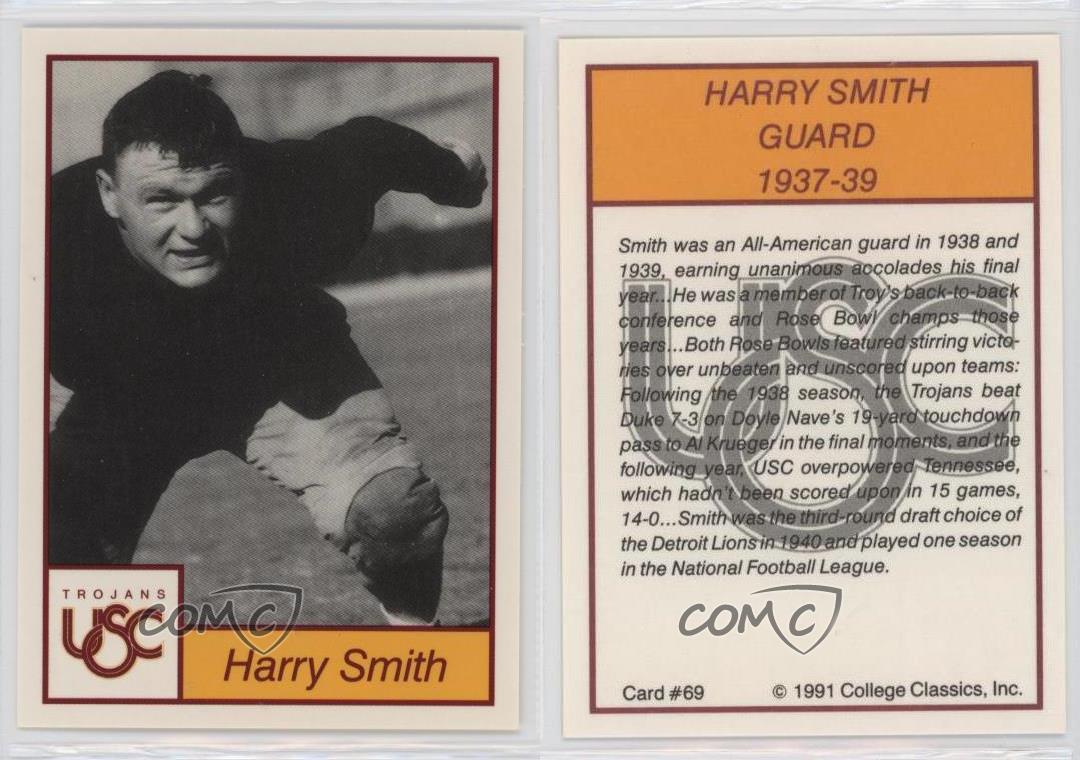 TROJANS
USC
COMC
Harry Smith
HARRY SMITH
GUARD
1937-39
Smith was an All-American guard in 1938 and
1939, earning unanimous accolades his final
year...He was a member of Troy's back-to-back
conference and Rose Bowl champs those
years...Both Rose Bowls featured stirring victo-
ries over unbeaten and unscored upon teams:
Following the 1938 season, the Trojans beat
Duke 7-3 on Doyle Nave's 19-yard touchdown
pass to Al Krueger in the final moments, and the
following year, USC overpowered Tennessee,
which hadn't been scored upon in 15 games,
14-0...Smith was the third-round draft choice of
the Detroit Lions in 1940 and played one season
in the National Football League.
USC
COMC
Card #69 © 1991 College Classics, Inc.